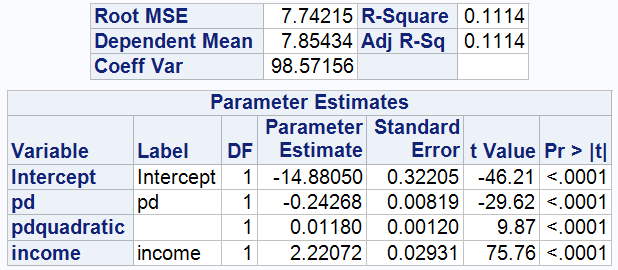 Root MSE 7.74215 R-Square 0.1114
Dependent Mean 7.85434 Adj R-Sq 0.1114
Coeff Var 98.57156
Parameter Estimates
Variable Label DF Parameter Estimate Standard Error t Value Pr > |t|
Intercept Intercept 1 -14.88050 0.32205 -46.21 <.0001
pd pd 1 -0.24268 0.00819 -29.62 <.0001
pdquadratic 1 0.01180 0.00120 9.87 <.0001
income income 1 2.22072 0.02931 75.76 <.0001